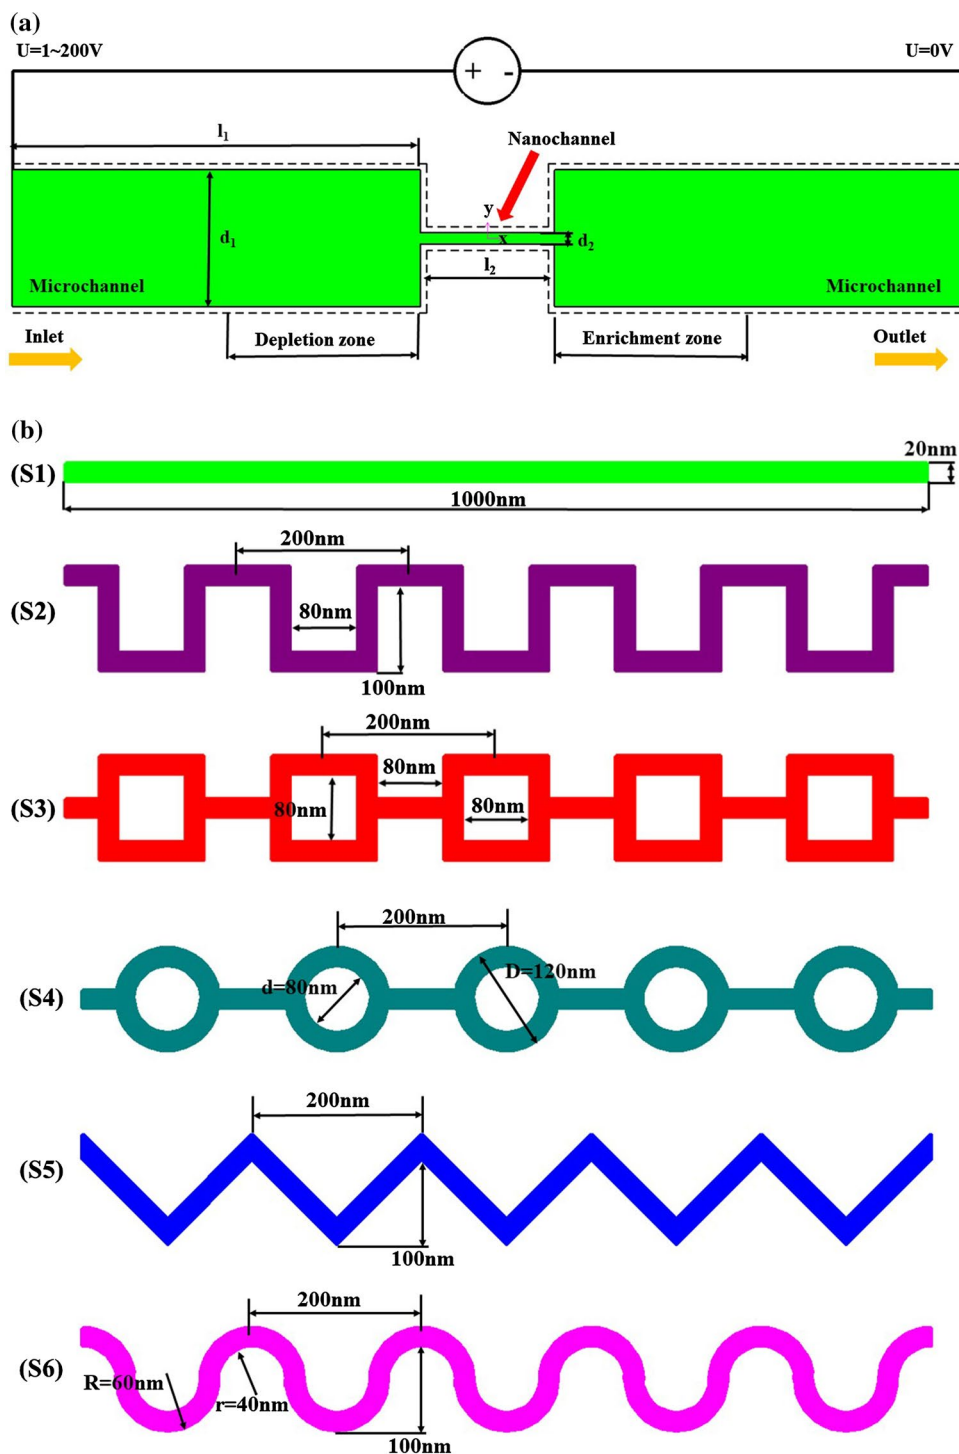 (a)
U=1~200V
U=0V
+ -
l₁
Nanochannel
y
d₁
x
d₂
l₂
Microchannel
Microchannel
Inlet
Depletion zone
Enrichment zone
Outlet
(b)
20nm
(S1)
1000nm
200nm
(S2)
80nm
100nm
200nm
80nm
(S3)
80nm
80nm
200nm
D=120nm
d=80nm
(S4)
200nm
(S5)
100nm
200nm
(S6)
R=60nm
r=40nm
100nm